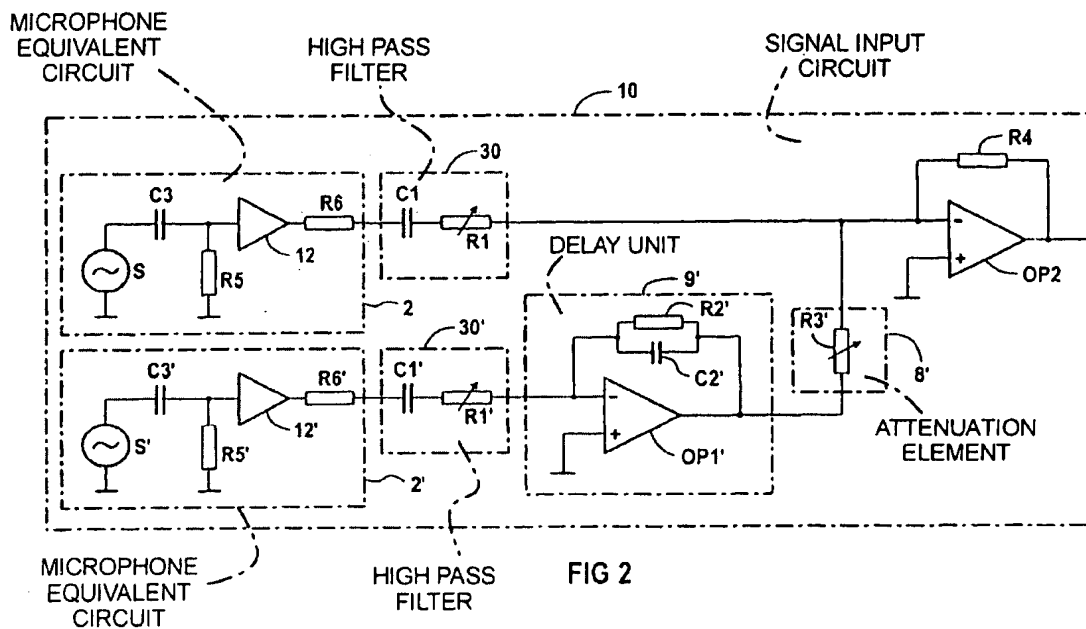 MICROPHONE
EQUIVALENT
CIRCUIT
HIGH PASS
FILTER
SIGNAL INPUT
CIRCUIT
10
30
R4
C3
R6
C1
R1
S
R5
12
2
-
+
OP2
DELAY UNIT
9'
R2'
C2'
R3'
8'
30'
C3'
R6'
C1'
R1'
S'
R5'
12'
2'
-
+
OP1'
ATTENUATION
ELEMENT
MICROPHONE
EQUIVALENT
CIRCUIT
HIGH PASS
FILTER
FIG 2